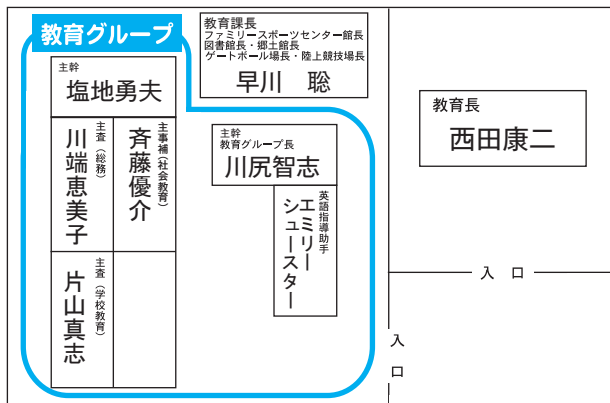 教育グループ
主幹
塩地勇夫
主査（総務）
川端恵美子
主事補（社会教育）
斉藤優介
主査（学校教育）
片山真志
教育課長
ファミリースポーツセンター館長
図書館長・郷土館長
ゲートボール場長・陸上競技場長
早川　聡
主幹
教育グループ長
川尻智志
英語指導助手
エミリー
シュースター
教育長
西田康二
入　口
入　口